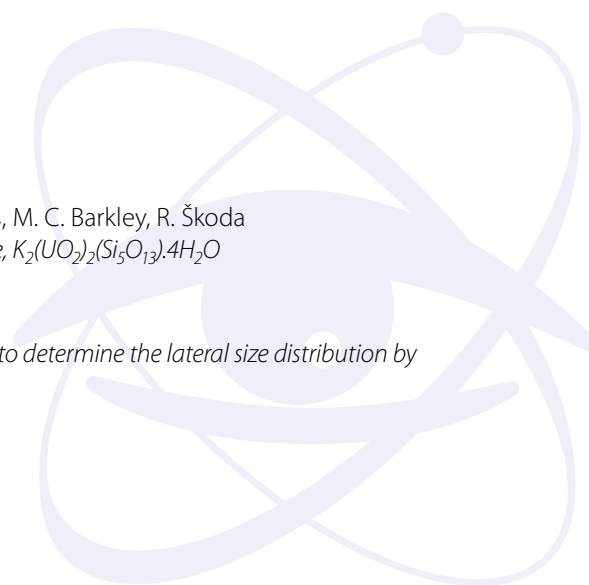 , M. C. Barkley, R. Škoda
, K₂(UO₂)₂(Si₅O₁₃).4H₂O
to determine the lateral size distribution by